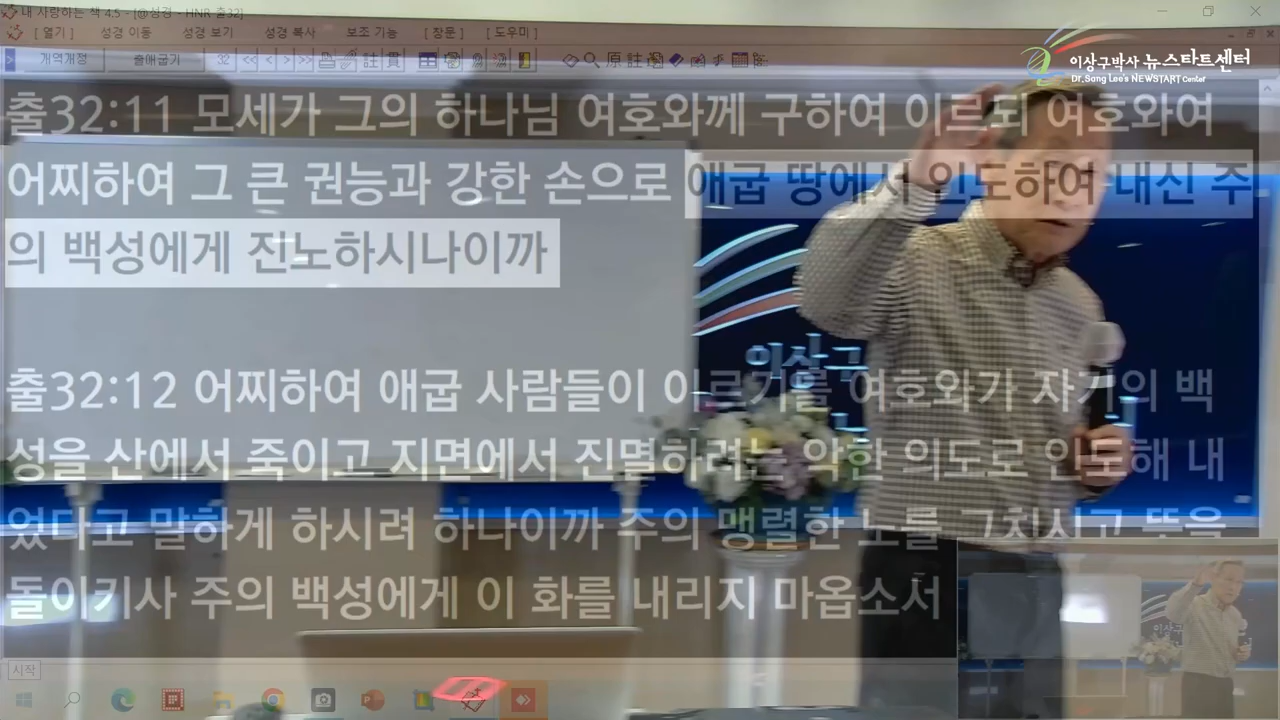 내 사랑하는 책 4.5 - [@성경 - HNR 출32]
[ 열기 ] 성경 이동 성경 보기 성경 복사 보조 기능 [ 창문 ] [ 도우미 ]
개역개정 출애굽기 32 << < > >>
이상구박사 뉴스타트센터
Dr.Sang Lee's NEWSTART Center
출32:11 모세가 그의 하나님 여호와께 구하여 이르되 여호와여
어찌하여 그 큰 권능과 강한 손으로 애굽 땅에서 인도하여 내신 주
의 백성에게 진노하시나이까
이상구
출32:12 어찌하여 애굽 사람들이 이르기를 여호와가 자기의 백
성을 산에서 죽이고 지면에서 진멸하려는 악한 의도로 인도해 내
었다고 말하게 하시려 하나이까 주의 맹렬한 노를 그치시고 뜻을
돌이키사 주의 백성에게 이 화를 내리지 마옵소서
시작